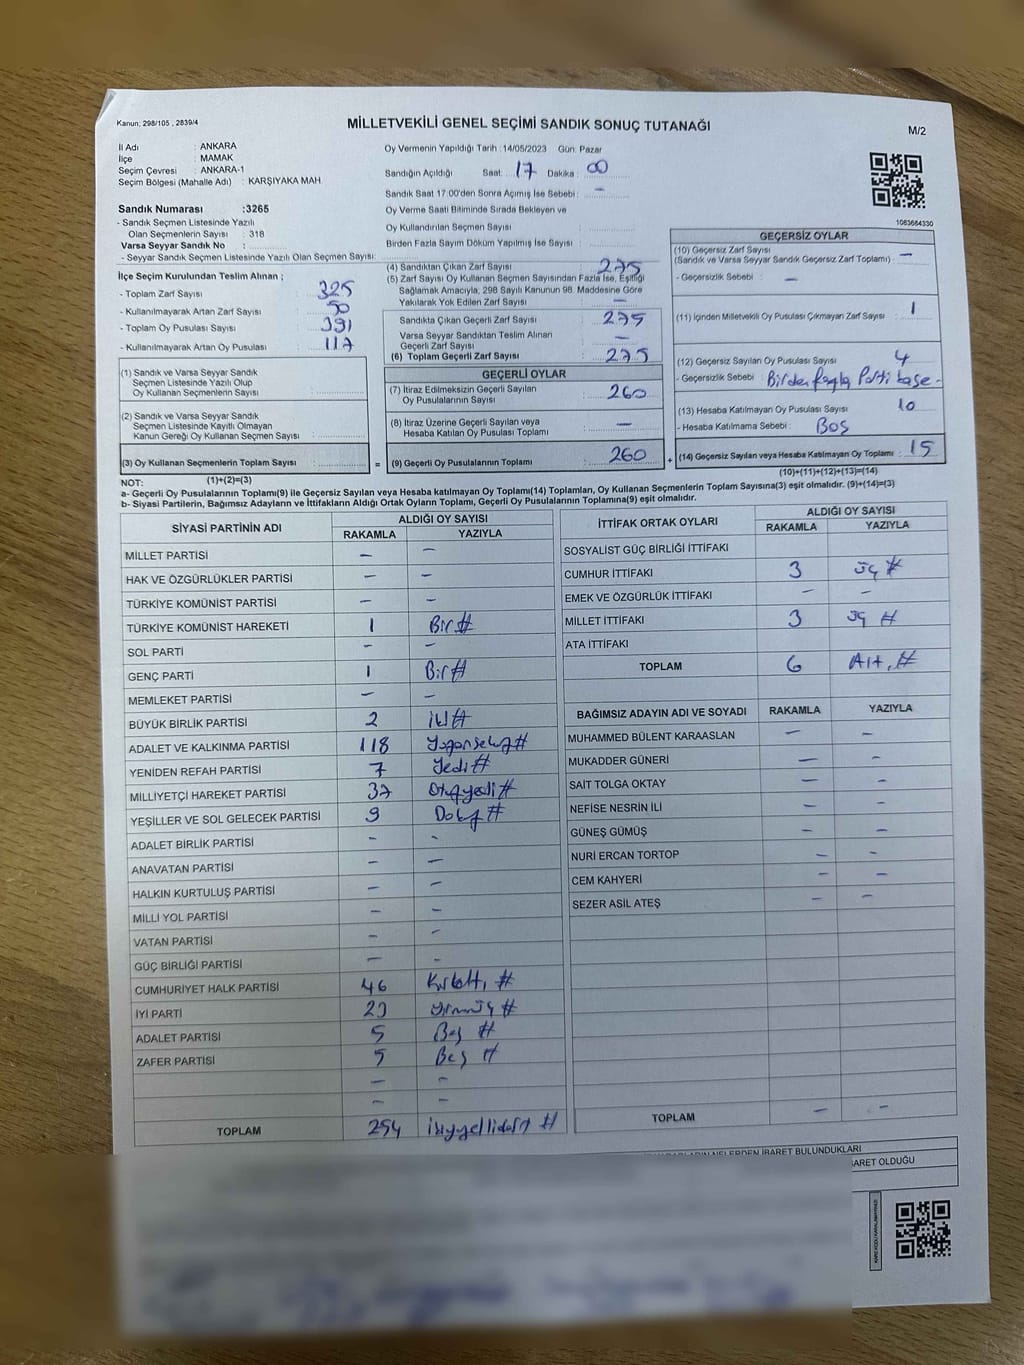 Kanun; 298/105 , 2839/4
MİLLETVEKİLİ GENEL SEÇİMİ SANDIK SONUÇ TUTANAĞI
M/2
İl Adı : ANKARA
İlçe : MAMAK
Seçim Çevresi : ANKARA-1
Seçim Bölgesi (Mahalle Adı) : KARŞIYAKA MAH.
Sandık Numarası :3265
- Sandık Seçmen Listesinde Yazılı
Olan Seçmenlerin Sayısı : 318
Varsa Seyyar Sandık No :
- Seyyar Sandık Seçmen Listesinde Yazılı Olan Seçmen Sayısı:
İlçe Seçim Kurulundan Teslim Alınan ;
- Toplam Zarf Sayısı : 325
- Kullanılmayarak Artan Zarf Sayısı : 50
- Toplam Oy Pusulası Sayısı : 391
- Kullanılmayarak Artan Oy Pusulası : 117
(1) Sandık ve Varsa Seyyar Sandık
Seçmen Listesinde Yazılı Olup
Oy Kullanan Seçmenlerin Sayısı :
(2) Sandık ve Varsa Seyyar Sandık
Seçmen Listesinde Kayıtlı Olmayan
Kanun Gereği Oy Kullanan Seçmen Sayısı :
(3) Oy Kullanan Seçmenlerin Toplam Sayısı :
(1)+(2)=(3)
Oy Vermenin Yapıldığı Tarih : 14/05/2023 Gün: Pazar
Sandığın Açıldığı Saat: 17 Dakika: 00
Sandık Saat 17:00'den Sonra Açılmış İse Sebebi : –
Oy Verme Saati Bitiminde Sırada Bekleyen ve
Oy Kullandırılan Seçmen Sayısı :
Birden Fazla Sayım Döküm Yapılmış İse Sayısı :
(4) Sandıktan Çıkan Zarf Sayısı : 275
(5) Zarf Sayısı Oy Kullanan Seçmen Sayısından Fazla İse, Eşitliği
Sağlamak Amacıyla, 298 Sayılı Kanunun 98. Maddesine Göre
Yakılarak Yok Edilen Zarf Sayısı : –
Sandıkta Çıkan Geçerli Zarf Sayısı : 275
Varsa Seyyar Sandıktan Teslim Alınan
Geçerli Zarf Sayısı : –
(6) Toplam Geçerli Zarf Sayısı : 275
GEÇERLİ OYLAR
(7) İtiraz Edilmeksizin Geçerli Sayılan
Oy Pusulalarının Sayısı : 260
(8) İtiraz Üzerine Geçerli Sayılan veya
Hesaba Katılan Oy Pusulası Toplamı : –
= (9) Geçerli Oy Pusulalarının Toplamı : 260 +
1063664330
GEÇERSİZ OYLAR
(10) Geçersiz Zarf Sayısı
(Sandık ve Varsa Seyyar Sandık Geçersiz Zarf Toplamı) : –
- Geçersizlik Sebebi : –
(11) İçinden Milletvekili Oy Pusulası Çıkmayan Zarf Sayısı : 1
(12) Geçersiz Sayılan Oy Pusulası Sayısı : 4
- Geçersizlik Sebebi : Birden fazla Parti
(13) Hesaba Katılmayan Oy Pusulası Sayısı : 10
- Hesaba Katılmama Sebebi : Boş
(14) Geçersiz Sayılan veya Hesaba Katılmayan Oy Toplamı : 15
(10)+(11)+(12)+(13)=(14)
NOT:
a- Geçerli Oy Pusulalarının Toplamı(9) ile Geçersiz Sayılan veya Hesaba katılmayan Oy Toplamı(14) Toplamları, Oy Kullanan Seçmenlerin Toplam Sayısına(3) eşit olmalıdır. (9)+(14)=(3)
b- Siyasi Partilerin, Bağımsız Adayların ve İttifakların Aldığı Ortak Oyların Toplamı, Geçerli Oy Pusulalarının Toplamına(9) eşit olmalıdır.
SİYASİ PARTİNİN ADI ALDIĞI OY SAYISI
RAKAMLA YAZIYLA
MİLLET PARTİSİ – –
HAK VE ÖZGÜRLÜKLER PARTİSİ – –
TÜRKİYE KOMÜNİST PARTİSİ – –
TÜRKİYE KOMÜNİST HAREKETİ 1 Bir #
SOL PARTİ – –
GENÇ PARTİ 1 Bir #
MEMLEKET PARTİSİ – –
BÜYÜK BİRLİK PARTİSİ 2 iki #
ADALET VE KALKINMA PARTİSİ 118 Yüzonsekiz #
YENİDEN REFAH PARTİSİ 7 Yedi #
MİLLİYETÇİ HAREKET PARTİSİ 37 Otuzyedi #
YEŞİLLER VE SOL GELECEK PARTİSİ 9 Dokuz #
ADALET BİRLİK PARTİSİ – –
ANAVATAN PARTİSİ – –
HALKIN KURTULUŞ PARTİSİ – –
MİLLİ YOL PARTİSİ – –
VATAN PARTİSİ – –
GÜÇ BİRLİĞİ PARTİSİ – –
CUMHURİYET HALK PARTİSİ 46 Kırkaltı #
İYİ PARTİ 23 yirmiüç #
ADALET PARTİSİ 5 Beş #
ZAFER PARTİSİ 5 Beş #
– –
– –
TOPLAM 254 ikiyyellidört #
İTTİFAK ORTAK OYLARI ALDIĞI OY SAYISI
RAKAMLA YAZIYLA
SOSYALİST GÜÇ BİRLİĞİ İTTİFAKI
CUMHUR İTTİFAKI 3 üç #
EMEK VE ÖZGÜRLÜK İTTİFAKI – –
MİLLET İTTİFAKI 3 üç #
ATA İTTİFAKI
TOPLAM 6 Altı #
BAĞIMSIZ ADAYIN ADI VE SOYADI RAKAMLA YAZIYLA
MUHAMMED BÜLENT KARAASLAN – –
MUKADDER GÜNERİ – –
SAİT TOLGA OKTAY – –
NEFİSE NESRİN İLİ – –
GÜNEŞ GÜMÜŞ – –
NURİ ERCAN TORTOP – –
CEM KAHYERİ – –
SEZER ASİL ATEŞ – –
TOPLAM – –
NELERDEN İBARET BULUNDUKLARI
OLDUĞU